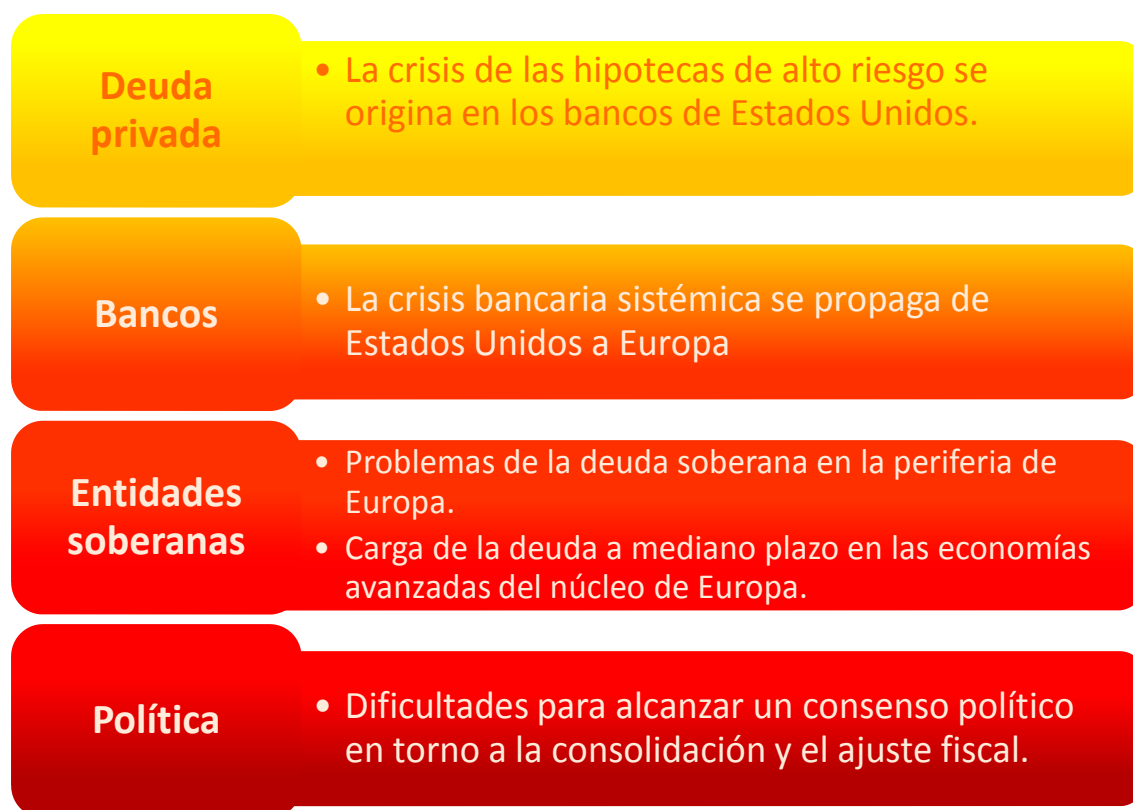 Deuda
privada
• La crisis de las hipotecas de alto riesgo se
origina en los bancos de Estados Unidos.
Bancos
• La crisis bancaria sistémica se propaga de
Estados Unidos a Europa
Entidades
soberanas
• Problemas de la deuda soberana en la periferia de
Europa.
• Carga de la deuda a mediano plazo en las economías
avanzadas del núcleo de Europa.
Política
• Dificultades para alcanzar un consenso político
en torno a la consolidación y el ajuste fiscal.